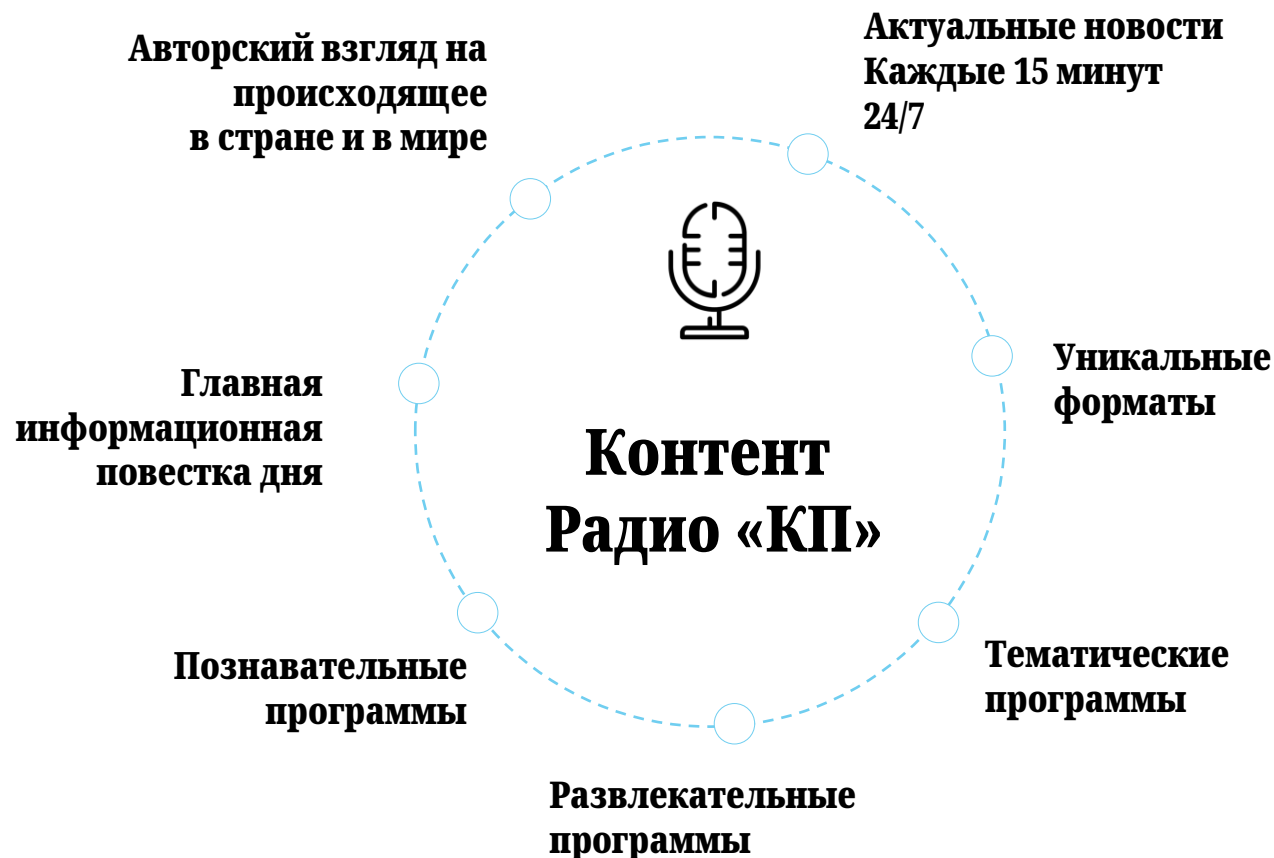 Авторский взгляд на
происходящее
в стране и в мире
Актуальные новости
Каждые 15 минут
24/7
Уникальные
форматы
Главная
информационная
повестка дня
Контент
Радио «КП»
Тематические
программы
Познавательные
программы
Развлекательные
программы